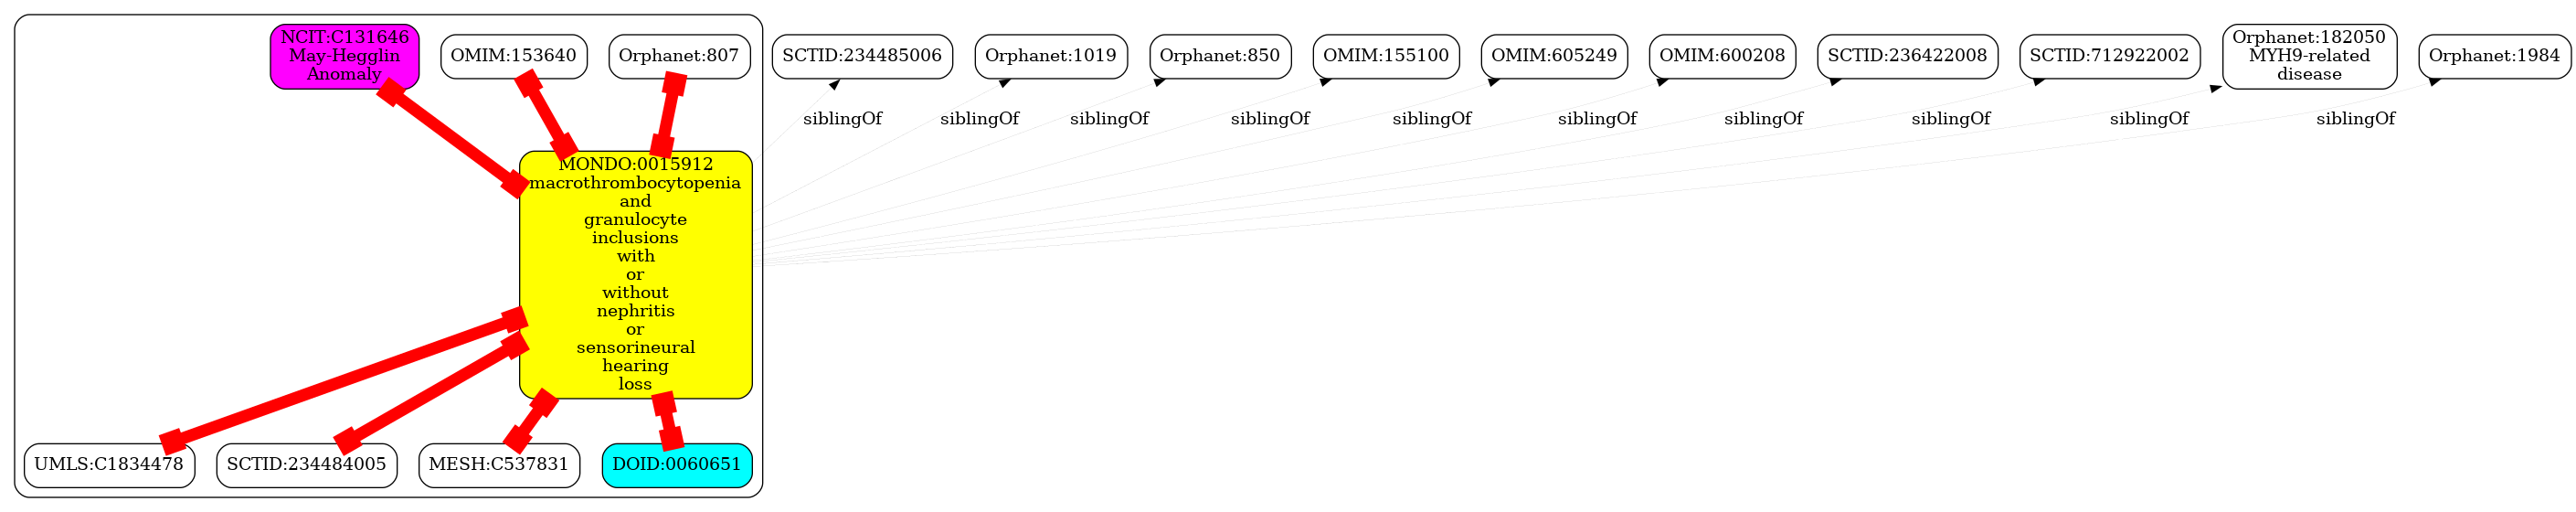 NCIT:C131646
May-Hegglin
Anomaly
OMIM:153640
Orphanet:807
SCTID:234485006
Orphanet:1019
Orphanet:850
OMIM:155100
OMIM:605249
OMIM:600208
SCTID:236422008
SCTID:712922002
Orphanet:182050
MYH9-related
disease
Orphanet:1984
siblingOf
siblingOf
siblingOf
siblingOf
siblingOf
siblingOf
siblingOf
siblingOf
siblingOf
siblingOf
MONDO:0015912
macrothrombocytopenia
and
granulocyte
inclusions
with
or
without
nephritis
or
sensorineural
hearing
loss
UMLS:C1834478
SCTID:234484005
MESH:C537831
DOID:0060651